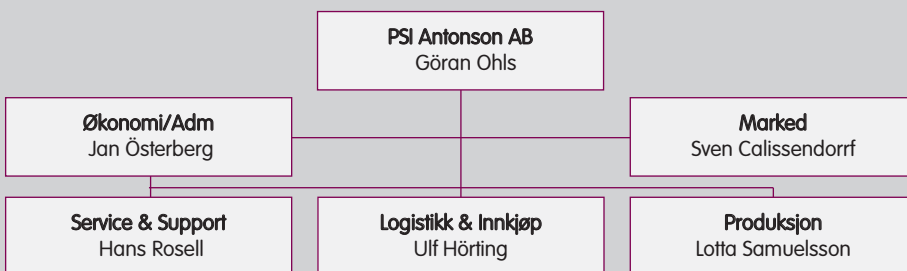 PSI Antonson AB
Göran Ohls
Økonomi/Adm
Jan Österberg
Marked
Sven Calissendorrf
Service & Support
Hans Rosell
Logistikk & Innkjøp
Ulf Hörting
Produksjon
Lotta Samuelsson